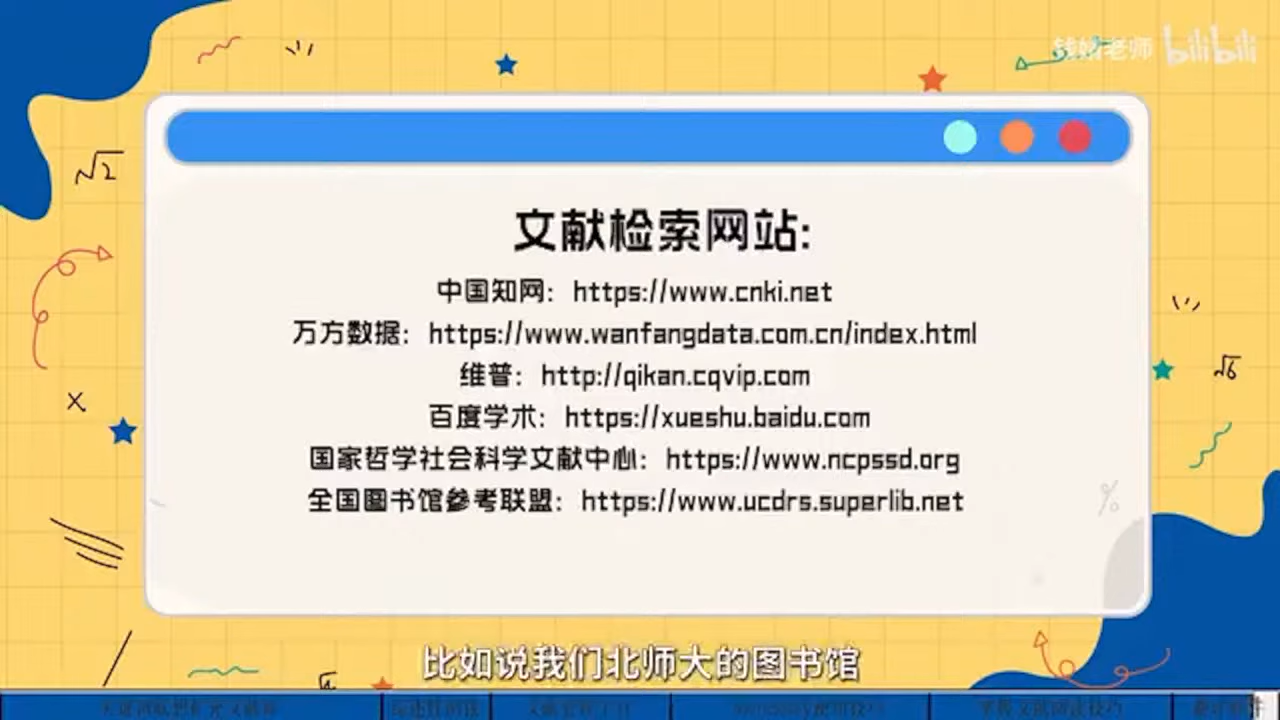 老师 bilibili
文献检索网站:
中国知网：https://www.cnki.net
万方数据：https://www.wanfangdata.com.cn/index.html
维普：http://qikan.cqvip.com
百度学术：https://xueshu.baidu.com
国家哲学社会科学文献中心：https://www.ncpssd.org
全国图书馆参考联盟：https://www.ucdrs.superlib.net
√2
√6
x
%
比如说我们北师大的图书馆